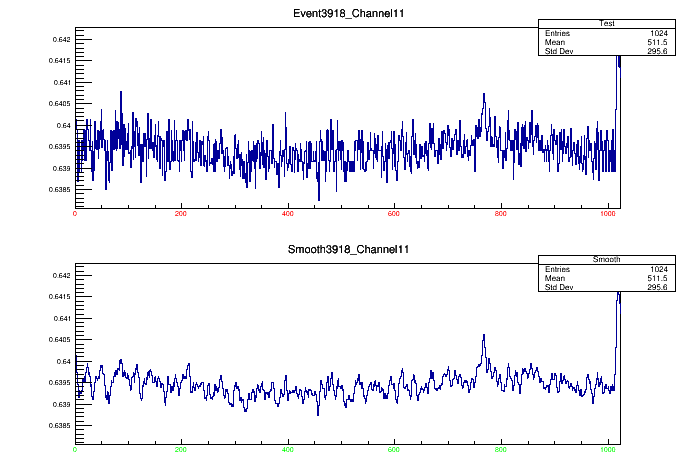 Event3918_Channel11
Test
Entries 1024
Mean 511.5
Std Dev 295.6
0.642
0.6415
0.641
0.6405
0.64
0.6395
0.639
0.6385
0 200 400 600 800 1000
Smooth3918_Channel11
Smooth
Entries 1024
Mean 511.5
Std Dev 295.6
0.642
0.6415
0.641
0.6405
0.64
0.6395
0.639
0.6385
0 200 400 600 800 1000